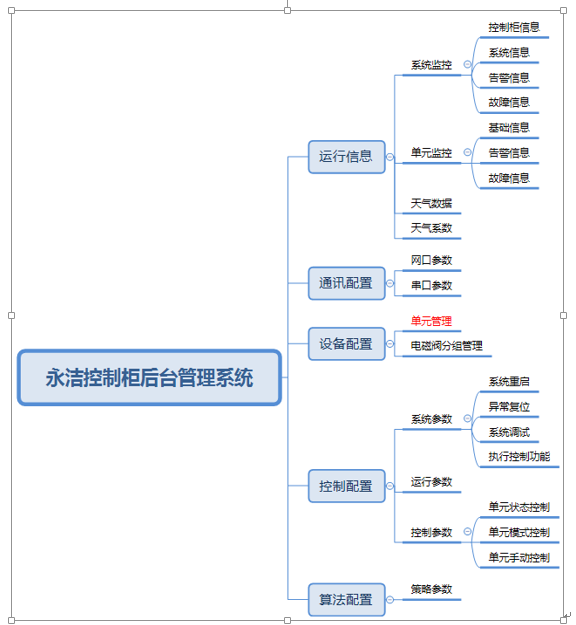 永洁控制柜后台管理系统
运行信息
系统监控
控制柜信息
系统信息
告警信息
故障信息
单元监控
基础信息
告警信息
故障信息
天气数据
天气系数
通讯配置
网口参数
串口参数
设备配置
单元管理
电磁阀分组管理
控制配置
系统参数
系统重启
异常复位
系统调试
执行控制功能
运行参数
控制参数
单元状态控制
单元模式控制
单元手动控制
算法配置
策略参数